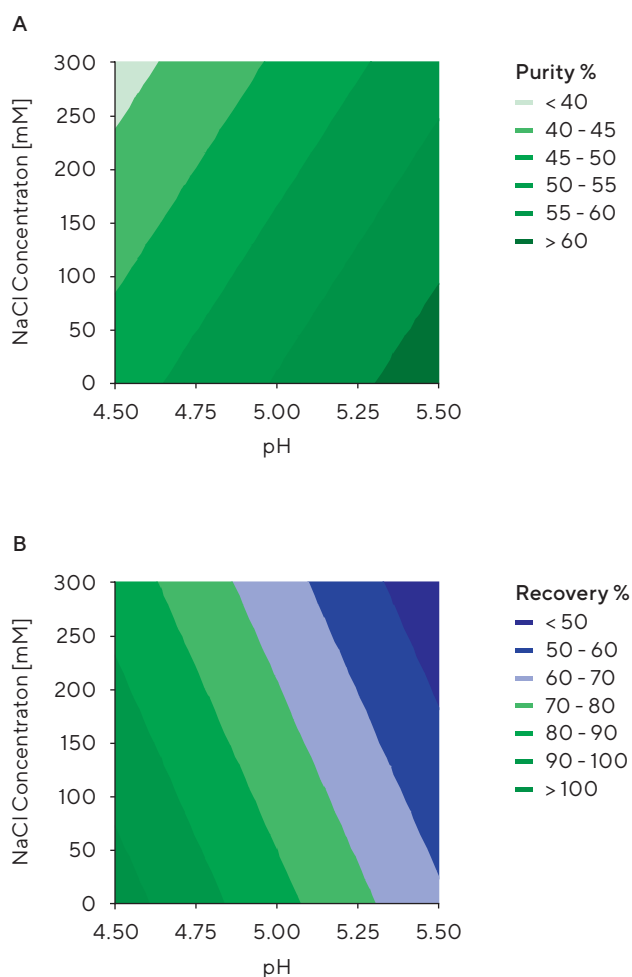 A
300
250
200
150
100
50
0
NaCl Concentraton [mM]
4.50 4.75 5.00 5.25 5.50
pH
Purity %
< 40
40 - 45
45 - 50
50 - 55
55 - 60
> 60
B
300
250
200
150
100
50
0
NaCl Concentraton [mM]
4.50 4.75 5.00 5.25 5.50
pH
Recovery %
< 50
50 - 60
60 - 70
70 - 80
80 - 90
90 - 100
> 100